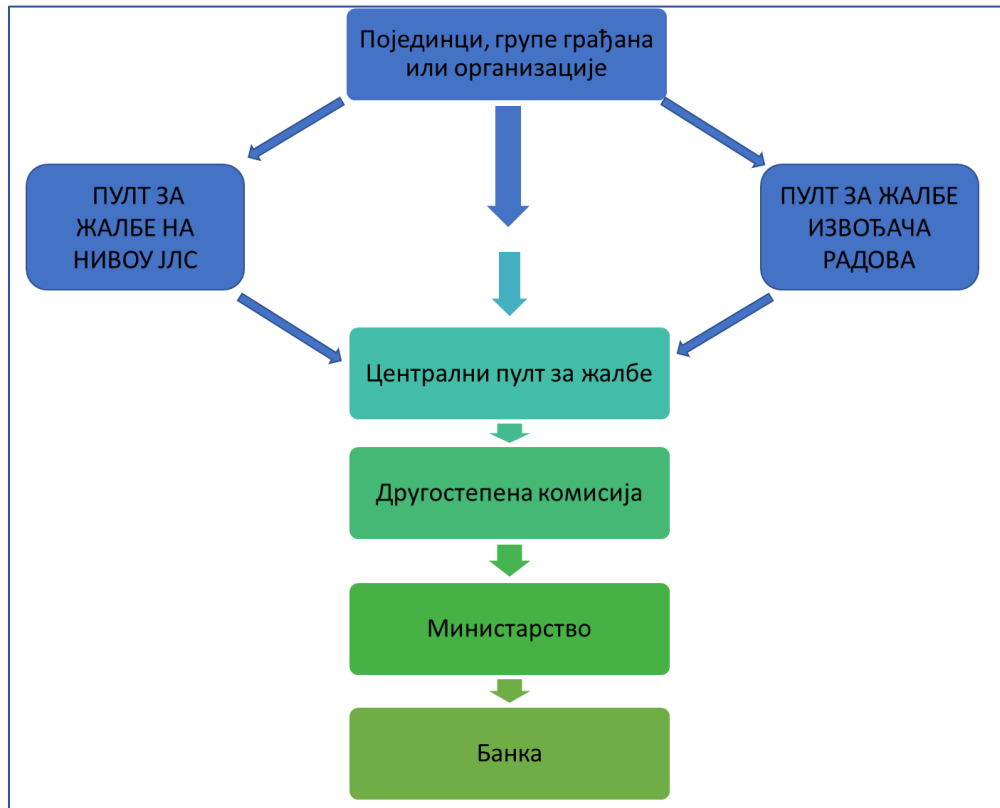 Појединци, групе грађана
или организације
ПУЛТ ЗА
ЖАЛБЕ НА
НИВОУ ЈЛС
ПУЛТ ЗА ЖАЛБЕ
ИЗВОЂАЧА
РАДОВА
Централни пулт за жалбе
Другостепена комисија
Министарство
Банка